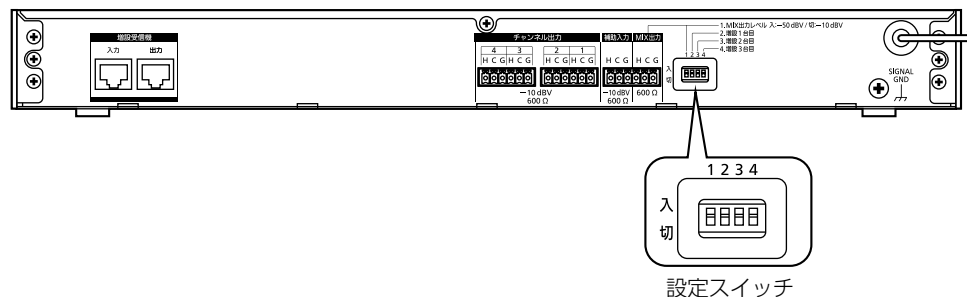 増設受信機
入力 出力
チャンネル出力 補助入力 MIX出力
4 3 2 1
H C G H C G H C G H C G H C G H C G
−10 dBV
600 Ω
−10 dBV
600 Ω
600 Ω
1.MIX出力レベル 入:−50 dBV / 切:−10 dBV
2.増設1台目
3.増設2台目
4.増設3台目
1 2 3 4
入
切
SIGNAL
GND
1 2 3 4
入
切
設定スイッチ